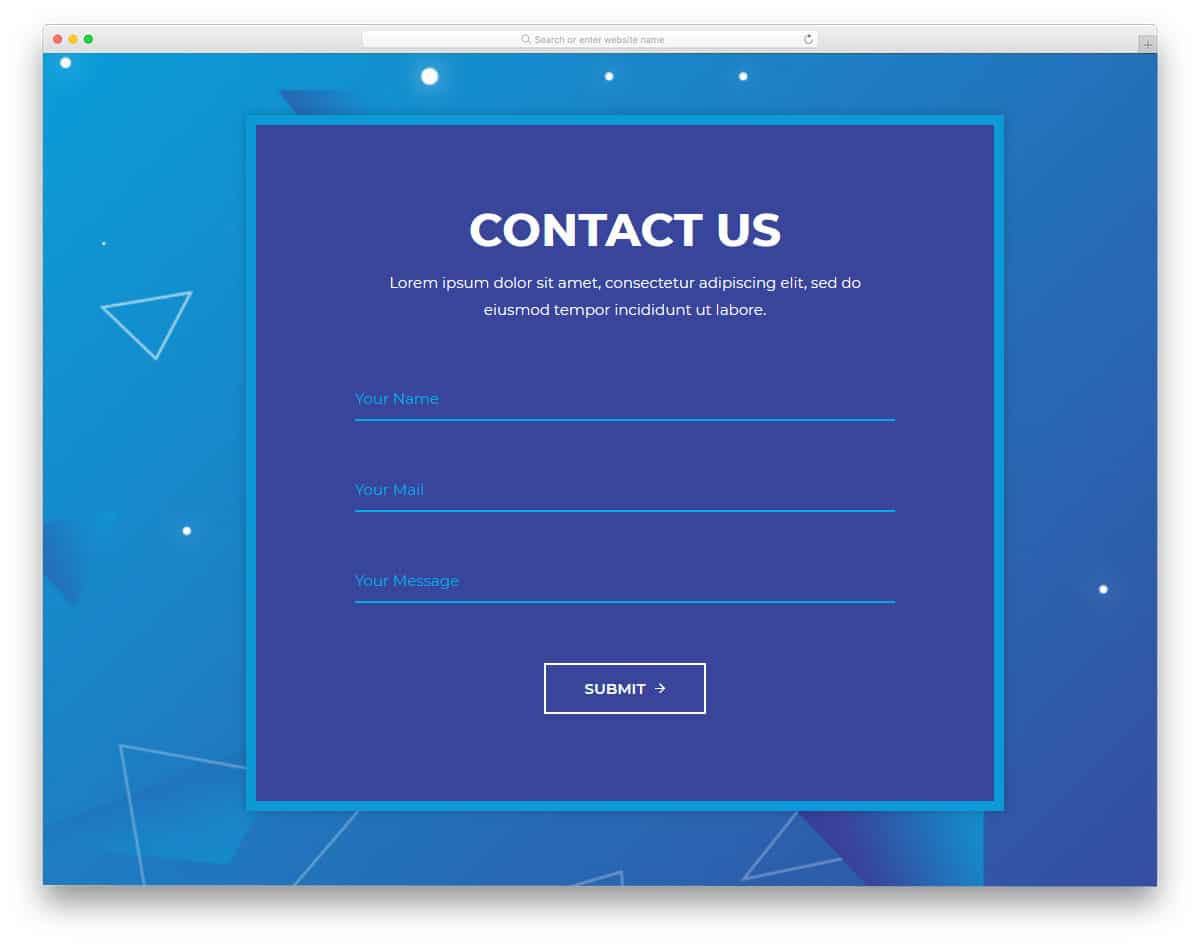 Search or enter website name
CONTACT US
Lorem ipsum dolor sit amet, consectetur adipiscing elit, sed do
eiusmod tempor incididunt ut labore.
Your Name
Your Mail
Your Message
SUBMIT →